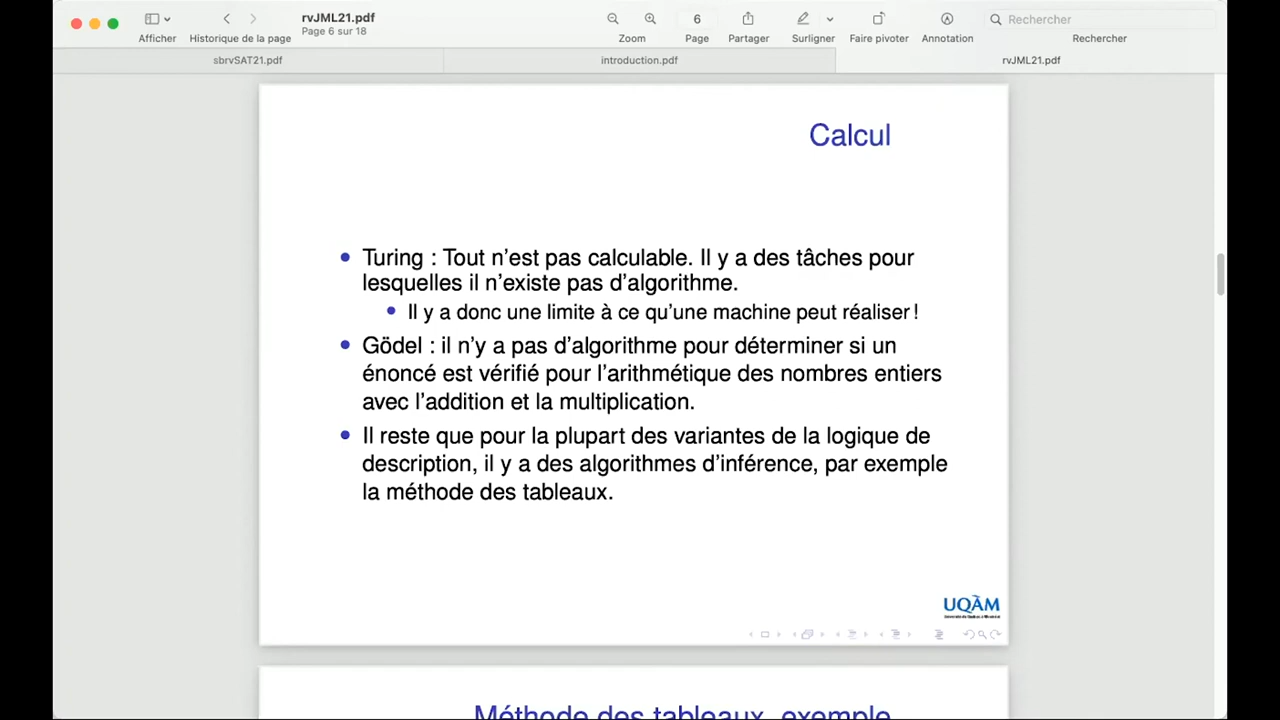 rvJML21.pdf
Page 6 sur 18
6
Rechercher
Afficher
Historique de la page
Zoom
Page
Partager
Surligner
Faire pivoter
Annotation
Rechercher
sbrvSAT21.pdf
introduction.pdf
rvJML21.pdf
Calcul
Turing : Tout n'est pas calculable. Il y a des tâches pour
lesquelles il n'existe pas d'algorithme.
Il y a donc une limite à ce qu'une machine peut réaliser !
Gödel : il n'y a pas d'algorithme pour déterminer si un
énoncé est vérifié pour l'arithmétique des nombres entiers
avec l'addition et la multiplication.
Il reste que pour la plupart des variantes de la logique de
description, il y a des algorithmes d'inférence, par exemple
la méthode des tableaux.
UQÀM
Méthode des tableaux, exemple